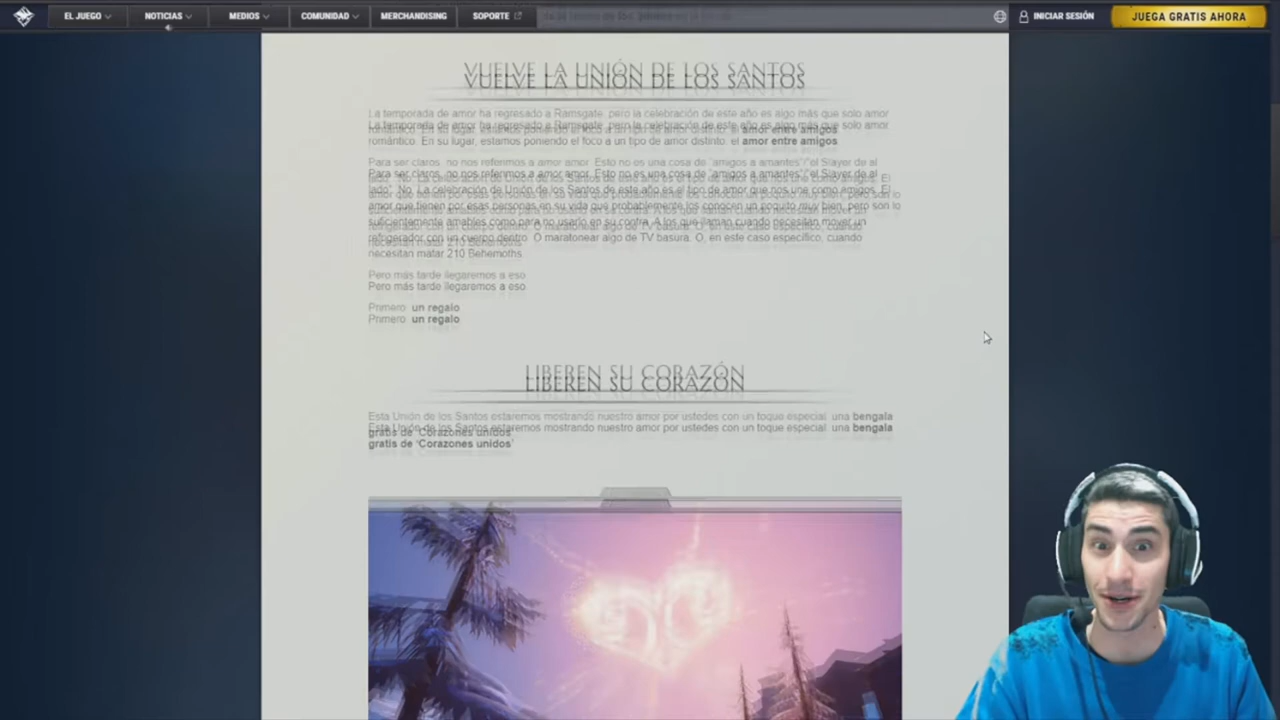 EL JUEGO
NOTICIAS
MEDIOS
COMUNIDAD
MERCHANDISING
SOPORTE
INICIAR SESIÓN
JUEGA GRATIS AHORA
VUELVE LA UNIÓN DE LOS SANTOS
La temporada de amor ha regresado a Ramsgate, pero la celebración de este año es algo más que solo amor
romántico. En su lugar, estamos poniendo el foco a un tipo de amor distinto: el amor entre amigos
Para ser claros, no nos referimos a amor amor. Esto no es una cosa de "amigos a amantes"/"el Slayer de al
lado". No. La celebración de Unión de los Santos de este año es el tipo de amor que nos une como amigos. El
amor que tienen por esas personas en su vida que probablemente los conocen un poquito muy bien, pero son lo
suficientemente amables como para no usarlo en su contra. A los que llaman cuando necesitan mover un
refrigerador con un cuerpo dentro. O maratonear algo de TV basura. O, en este caso específico, cuando
necesitan matar 210 Behemoths
Pero más tarde llegaremos a eso
Primero un regalo
LIBEREN SU CORAZÓN
Esta Unión de los Santos estaremos mostrando nuestro amor por ustedes con un toque especial: una bengala
gratis de "Corazones unidos"